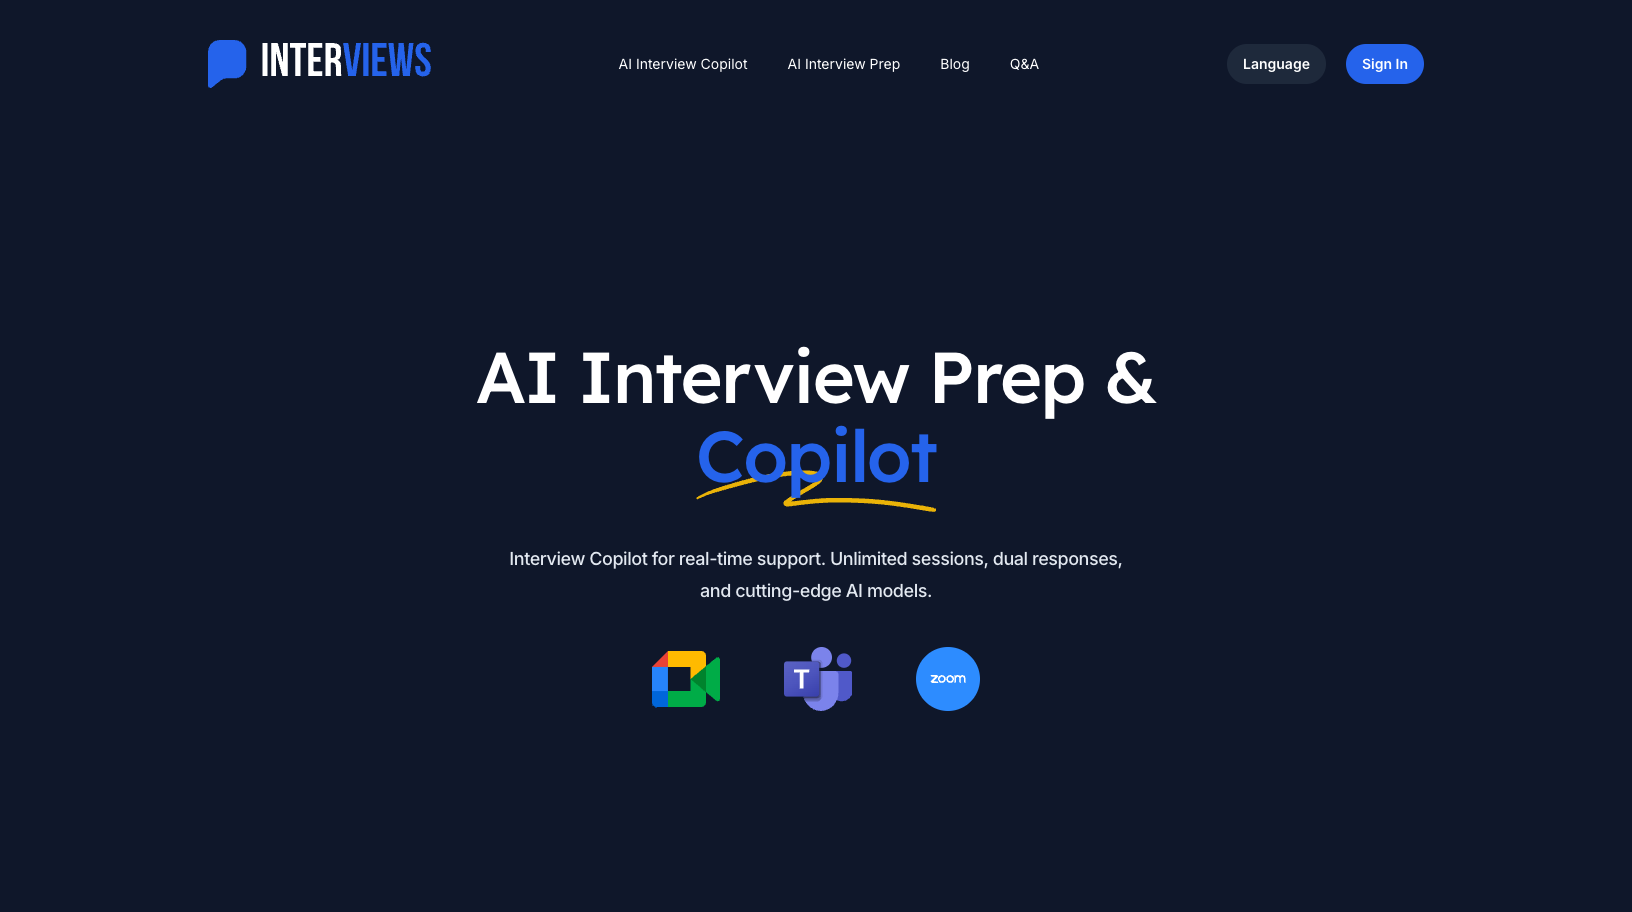 INTERVIEWS
AI Interview Copilot
AI Interview Prep
Blog
Q&A
Language
Sign In
AI Interview Prep &
Copilot
Interview Copilot for real-time support. Unlimited sessions, dual responses,
and cutting-edge AI models.
T
zoom